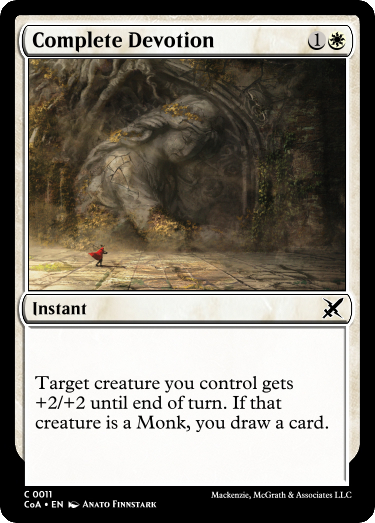 Complete Devotion 1
Instant
Target creature you control gets
+2/+2 until end of turn. If that
creature is a Monk, you draw a card.
C 0011
CoA • EN Anato Finnstark
Mackenzie, McGrath & Associates LLC